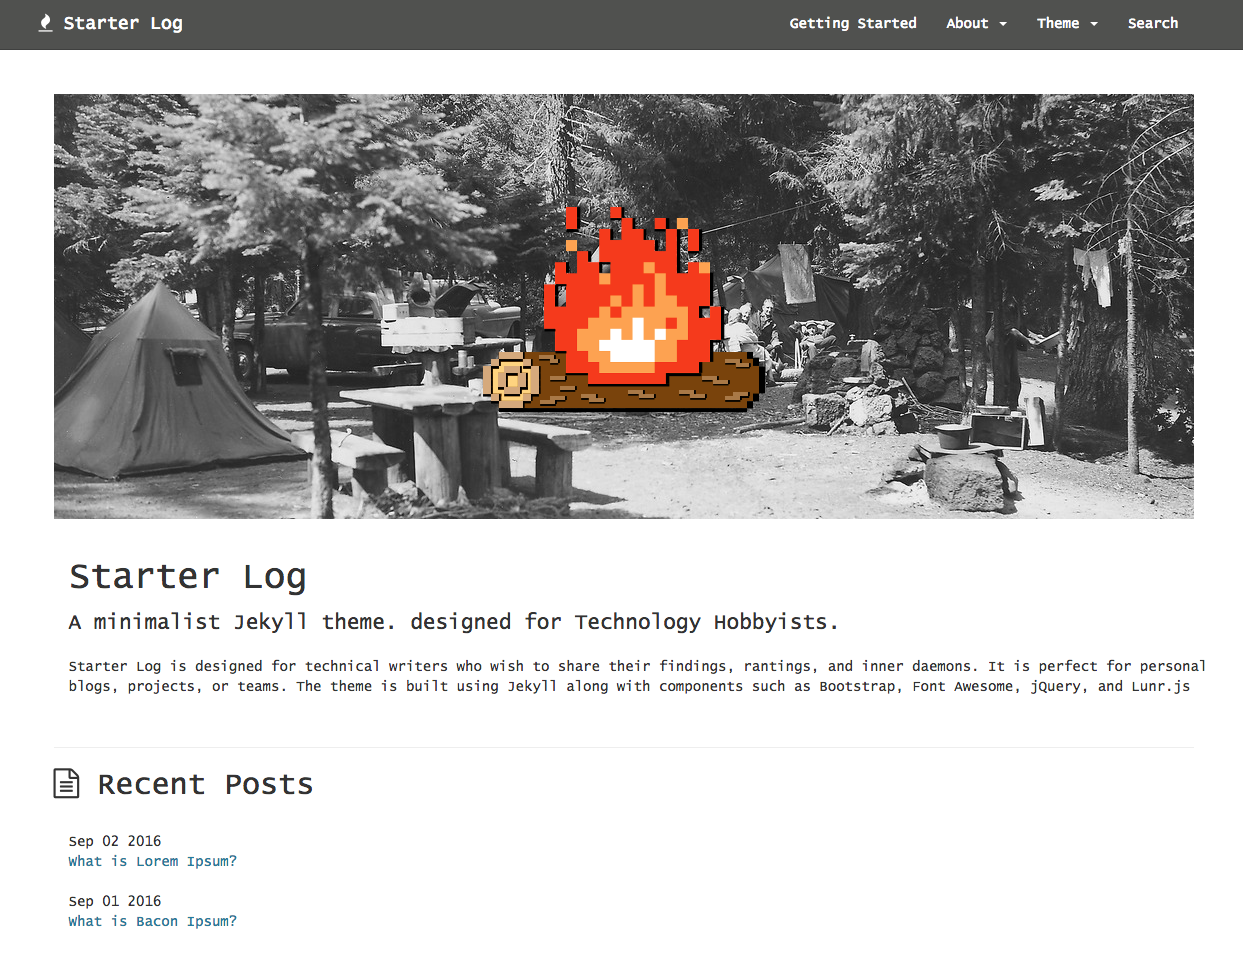 Starter Log
Getting Started
About
Theme
Search
Starter Log
A minimalist Jekyll theme. designed for Technology Hobbyists.
Starter Log is designed for technical writers who wish to share their findings, rantings, and inner daemons. It is perfect for personal
blogs, projects, or teams. The theme is built using Jekyll along with components such as Bootstrap, Font Awesome, jQuery, and Lunr.js
Recent Posts
Sep 02 2016
What is Lorem Ipsum?
Sep 01 2016
What is Bacon Ipsum?